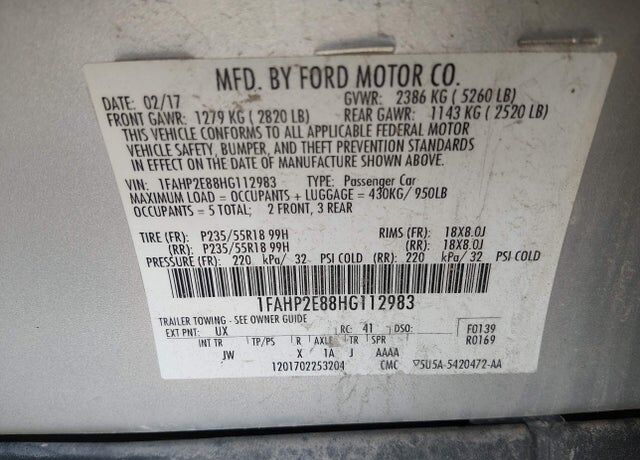 MFD. BY FORD MOTOR CO.
DATE: 02/17 GVWR: 2386 KG ( 5260 LB)
FRONT GAWR: 1279 KG ( 2820 LB) REAR GAWR: 1143 KG ( 2520 LB)
THIS VEHICLE CONFORMS TO ALL APPLICABLE FEDERAL MOTOR
VEHICLE SAFETY, BUMPER, AND THEFT PREVENTION STANDARDS
IN EFFECT ON THE DATE OF MANUFACTURE SHOWN ABOVE.
VIN: 1FAHP2E88HG112983 TYPE: Passenger Car
MAXIMUM LOAD = OCCUPANTS + LUGGAGE = 430KG/ 950LB
OCCUPANTS = 5 TOTAL; 2 FRONT, 3 REAR
TIRE (FR): P235/55R18 99H RIMS (FR): 18X8.0J
(RR): P235/55R18 99H (RR): 18X8.0J
PRESSURE (FR): 220 kPa/ 32 PSI COLD (RR): 220 kPa/ 32 PSI COLD
1FAHP2E88HG112983
TRAILER TOWING - SEE OWNER GUIDE
EXT PNT: UX RC: 41 DSO: F0139
R0169
INT TR TP/PS R AXLE TR SPR
JW X 1A J AAAA
1201702253204 CMC 5U5A-5420472-AA